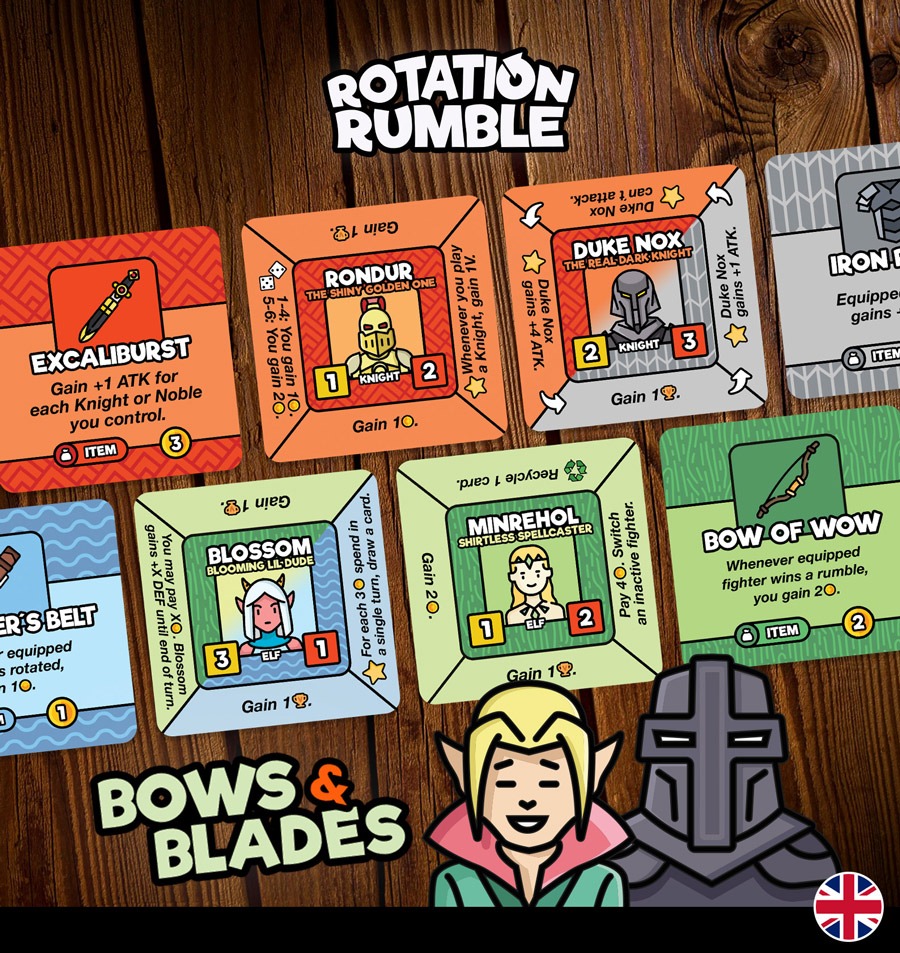 ROTATION
RUMBLE
EXCALIBURST
Gain +1 ATK for
each Knight or Noble
you control.
ITEM
3
Gain 1
1-4: You gain 1
5-6: You gain 2
RONDUR
THE SHINY GOLDEN ONE
1
KNIGHT
2
Whenever you play
a Knight, gain 1V.
Gain 1
Duke Nox
can't attack.
Duke Nox
gains +4 ATK.
DUKE NOX
THE REAL DARK KNIGHT
2
KNIGHT
3
Duke Nox
gains +1 ATK.
Gain 1
IRON
Equipped
gains +
ITEM
ER'S BELT
equipped
rotated,
1
1
Gain 1
You may pay X. Blossom
gains +X DEF until end of turn.
BLOSSOM
BLOOMING LIL·DUDE
3
ELF
1
For each 3 spend in
a single turn, draw a card.
Gain 1
Recycle 1 card.
Gain 2
MINREHOL
SHIRTLESS SPELLCASTER
1
ELF
2
Pay 4. Switch
an inactive fighter.
Gain 1
BOW OF WOW
Whenever equipped
fighter wins a rumble,
you gain 2
ITEM
2
BOWS &
BLADES